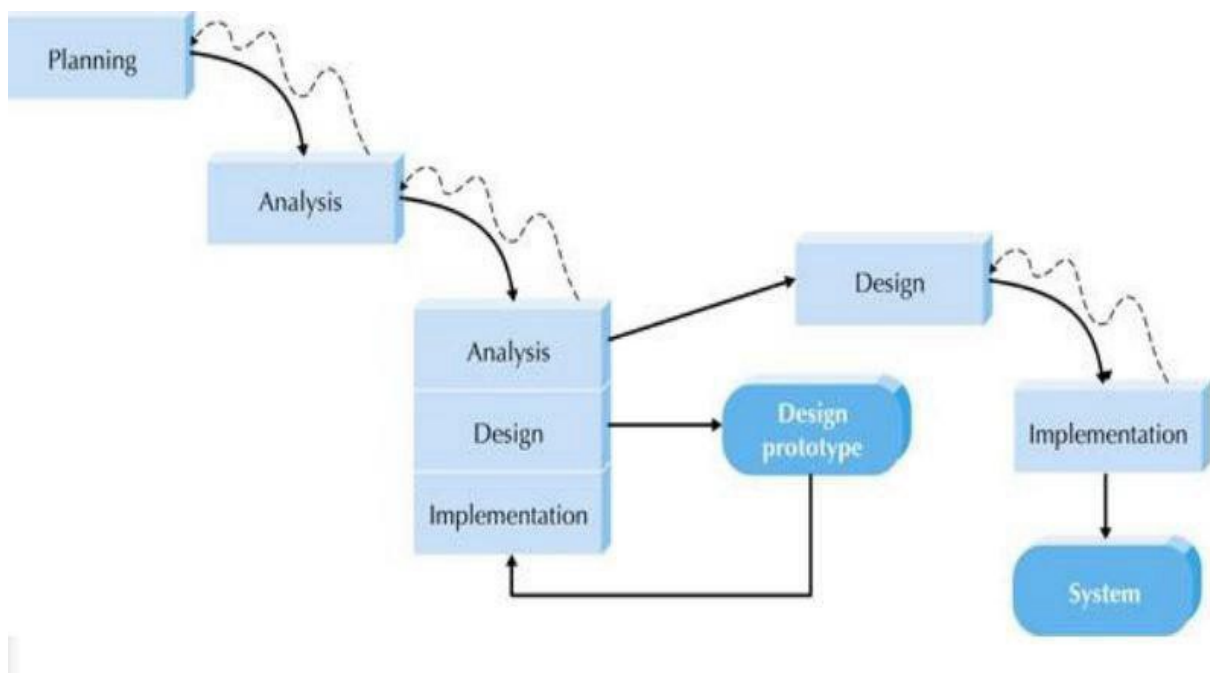 Planning
Analysis
Analysis
Design
Implementation
Design
prototype
Design
Implementation
System